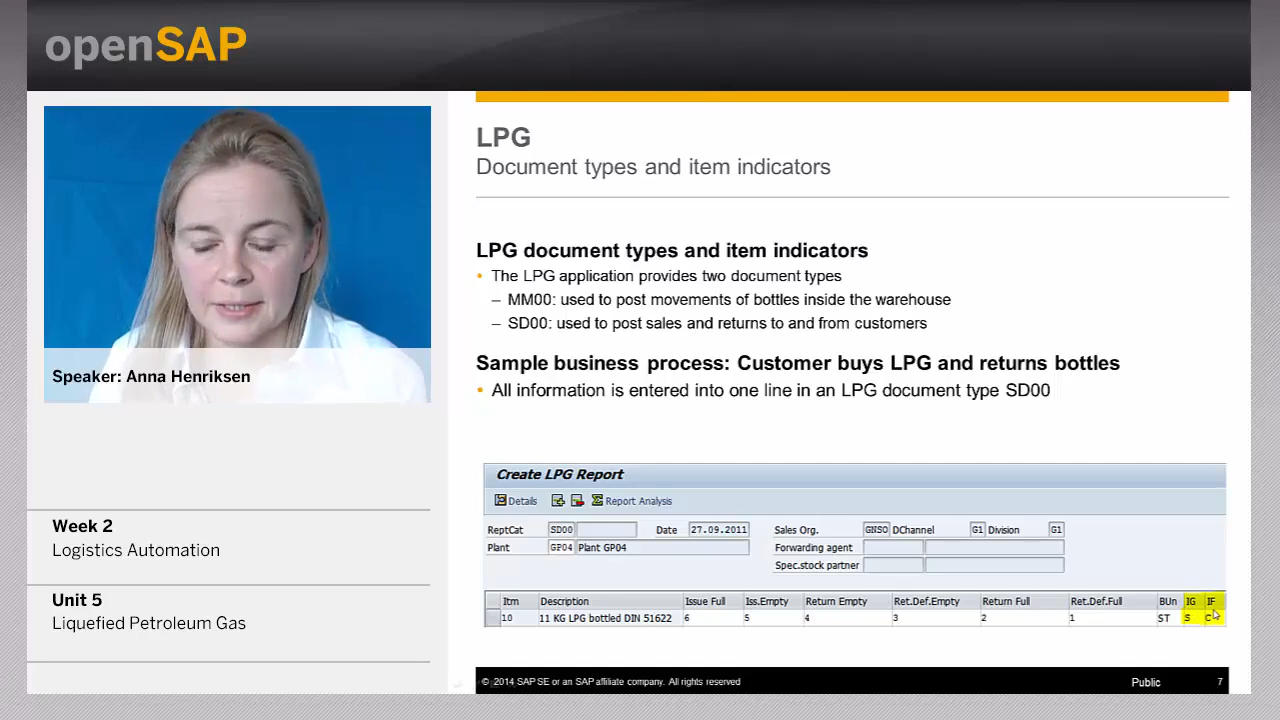 openSAP
LPG
Document types and item indicators
LPG document types and item indicators
• The LPG application provides two document types
– MM00: used to post movements of bottles inside the warehouse
– SD00: used to post sales and returns to and from customers
Sample business process: Customer buys LPG and returns bottles
• All information is entered into one line in an LPG document type SD00
Speaker: Anna Henriksen
Week 2
Logistics Automation
Unit 5
Liquefied Petroleum Gas
Create LPG Report
Details Report Analysis
ReptCat SD00 Date 27.09.2011 Sales Org. GNSO DChannel G1 Division G1
Plant GP04 Plant GP04 Forwarding agent
Spec.stock partner
Itm Description Issue Full Iss.Empty Return Empty Ret.Def.Empty Return Full Ret.Def.Full BUn IG IF
10 11 KG LPG bottled DIN 51622 6 5 4 3 2 1 ST S C
© 2014 SAP SE or an SAP affiliate company. All rights reserved Public 7